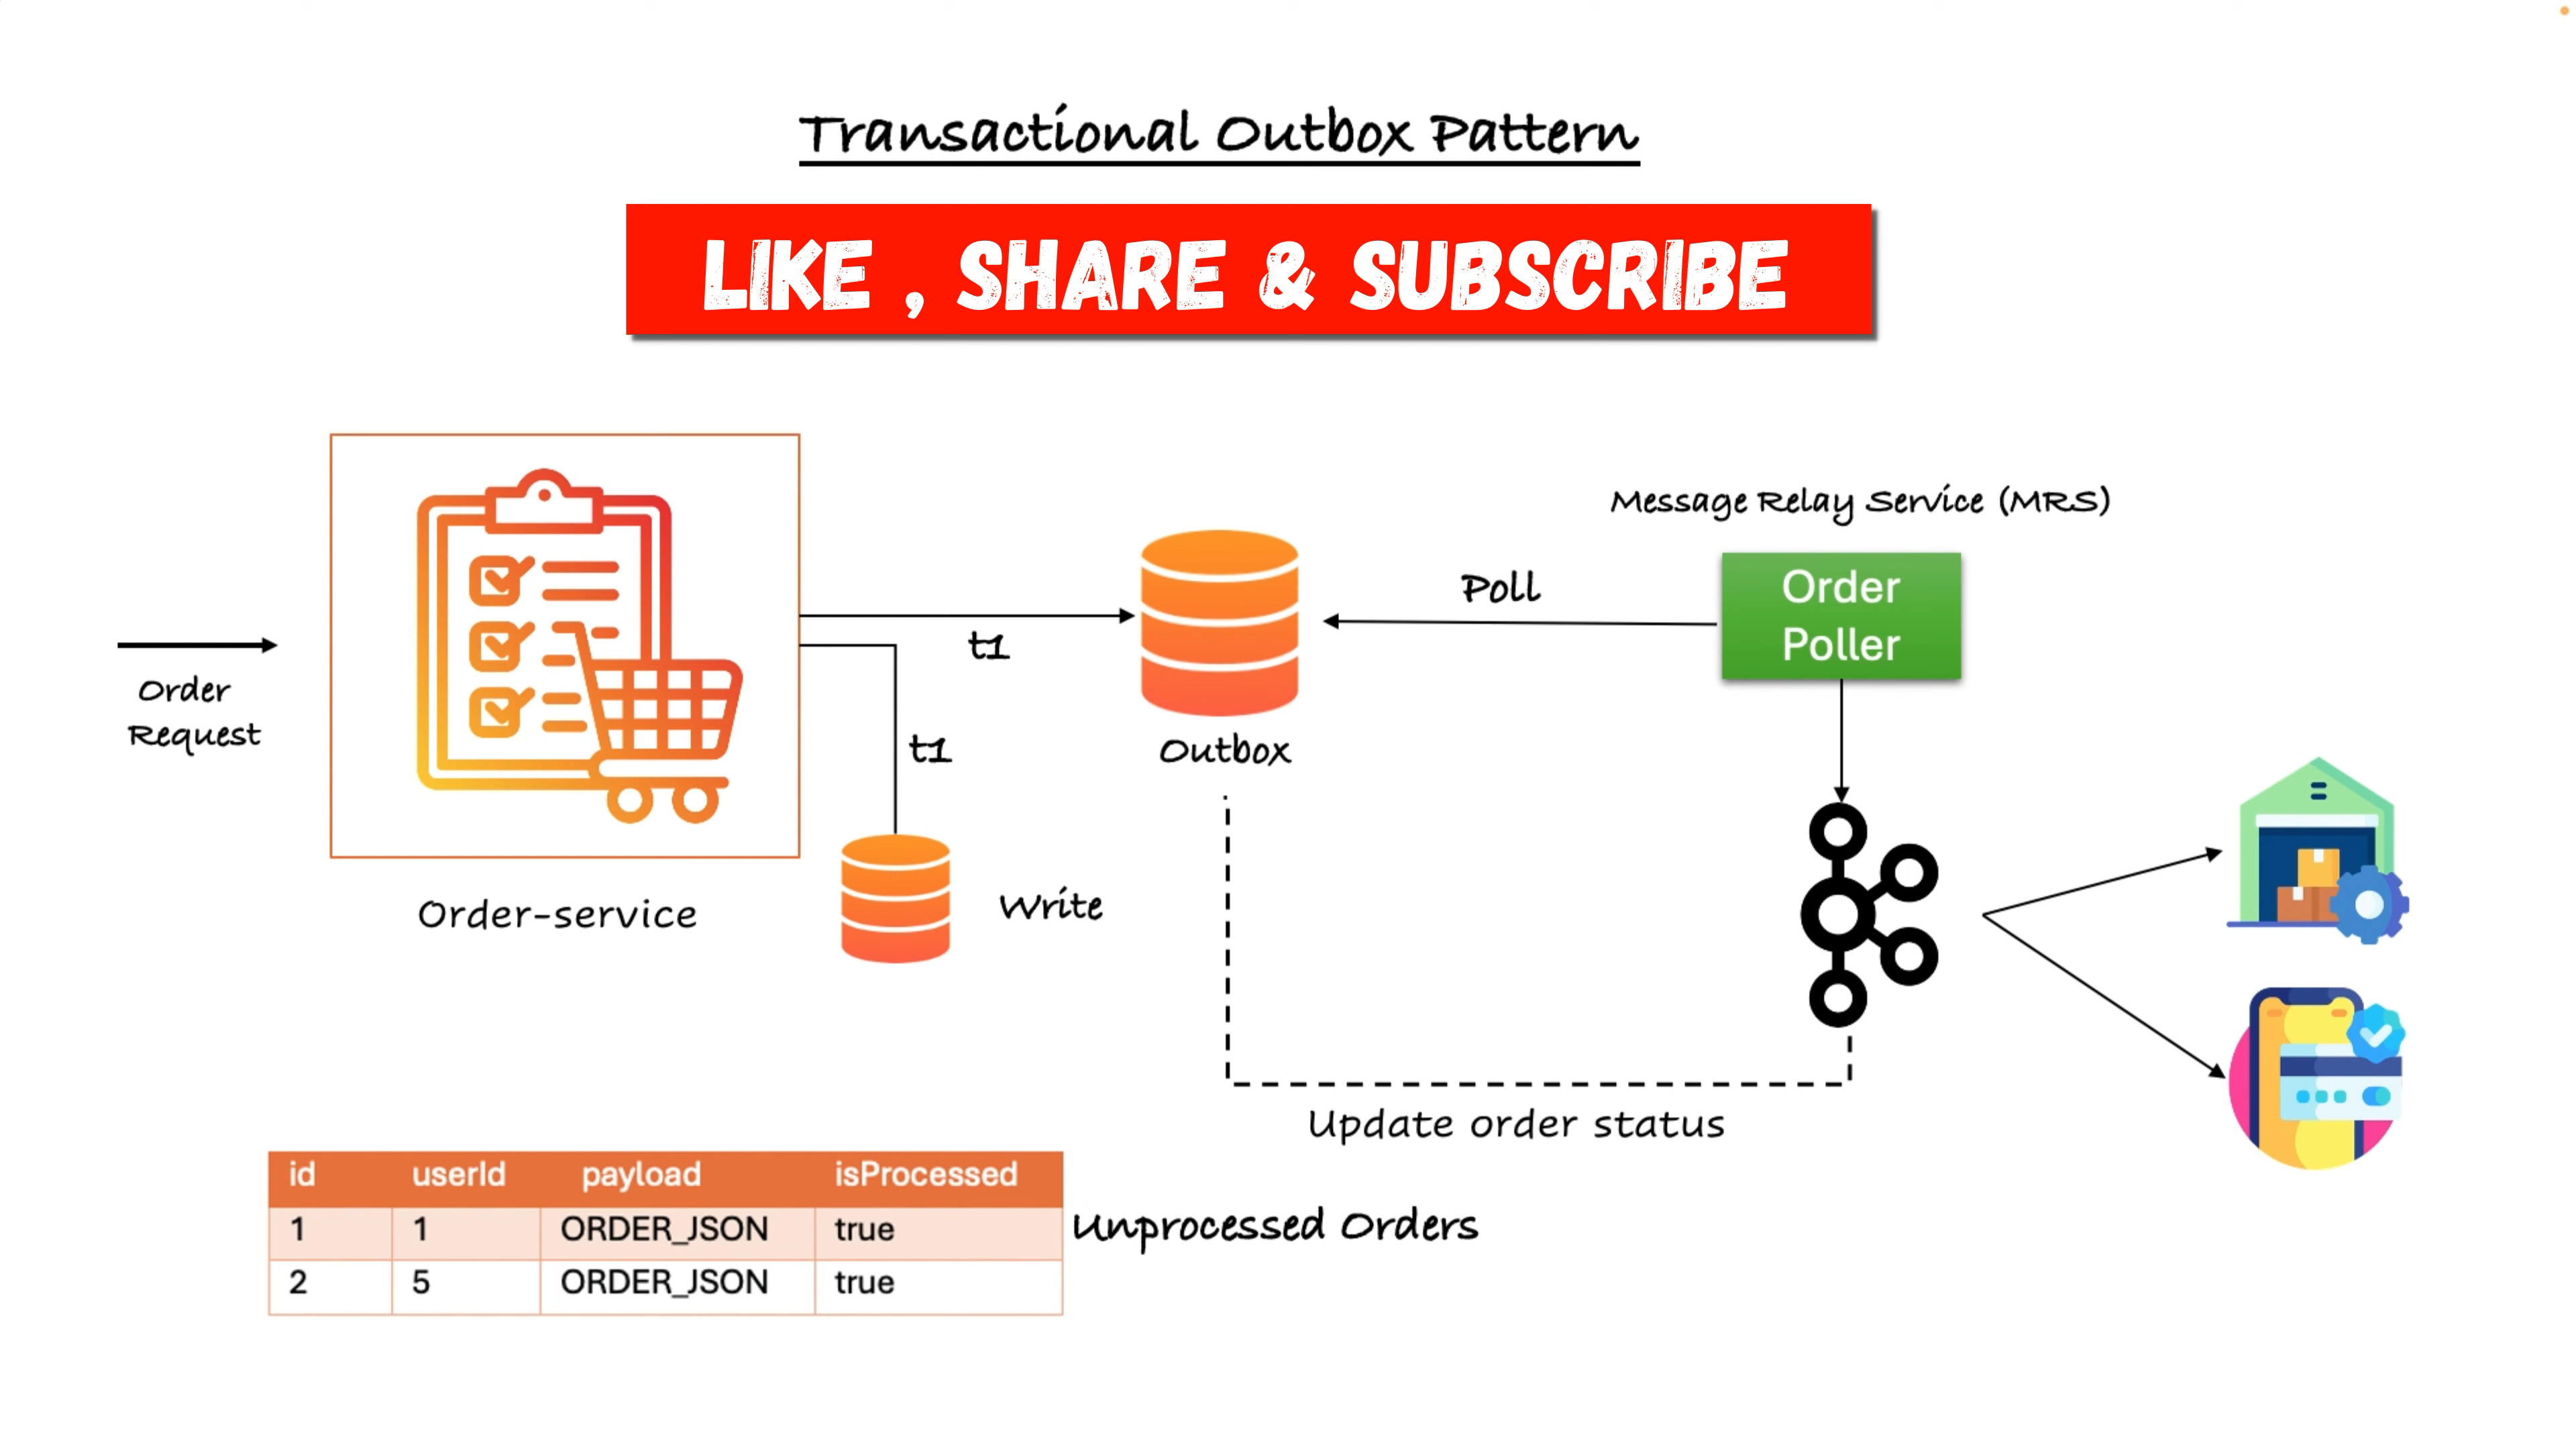 Transactional Outbox Pattern
LIKE , SHARE & SUBSCRIBE
Message Relay Service (MRS)
Order
Poller
Poll
t1
t1
Order
Request
Outbox
Write
Order-service
Update order status
id userId payload isProcessed
1 1 ORDER_JSON true
2 5 ORDER_JSON true
Unprocessed Orders